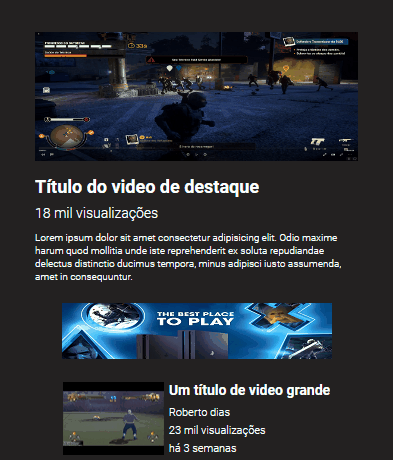 Título do video de destaque
18 mil visualizações
Lorem ipsum dolor sit amet consectetur adipisicing elit. Odio maxime
harum quod mollitia unde iste reprehenderit ex soluta repudiandae
delectus distinctio ducimus tempora, minus adipisci iusto assumenda,
amet in consequuntur.
THE BEST PLACE
TO PLAY
Um título de video grande
Roberto dias
23 mil visualizações
há 3 semanas